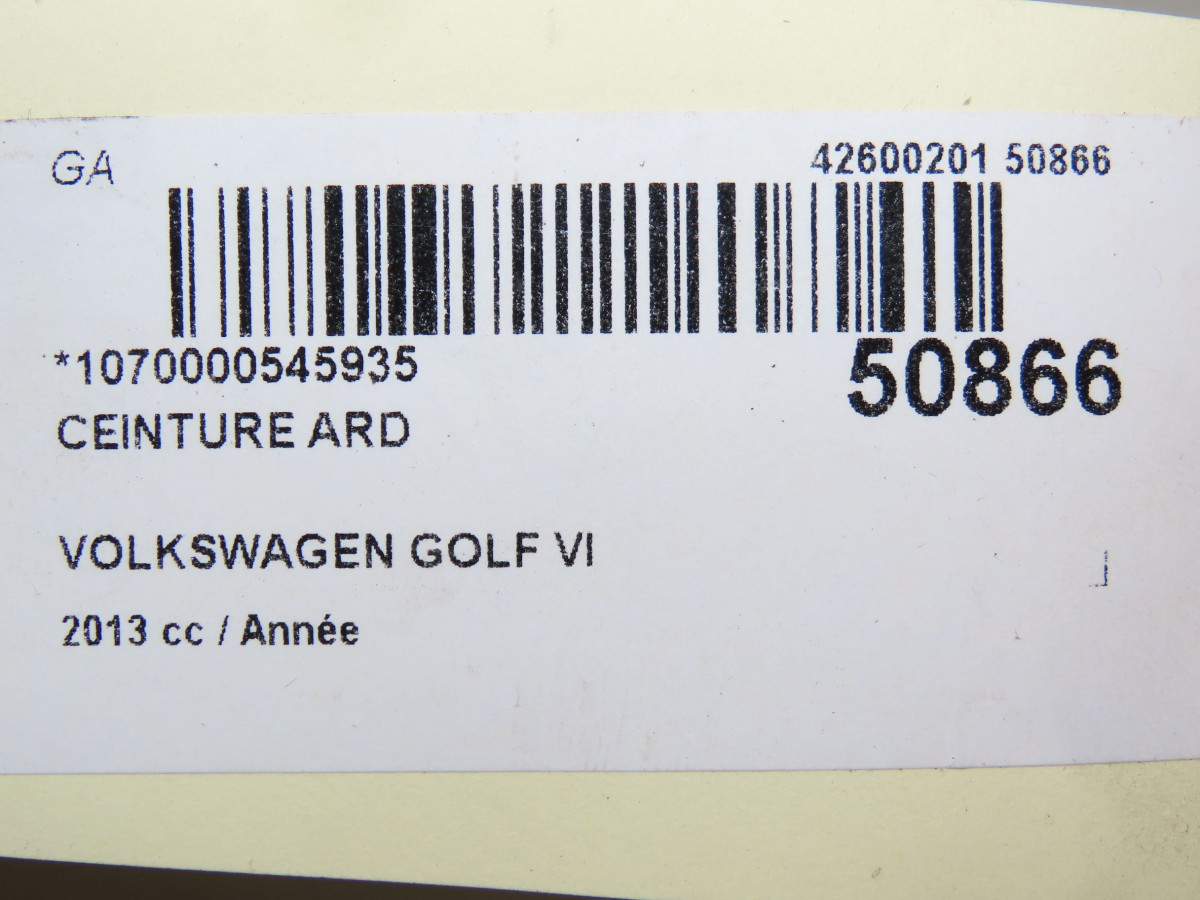 GA
42600201 50866
*1070000545935
50866
CEINTURE ARD
VOLKSWAGEN GOLF VI
2013 cc / Année